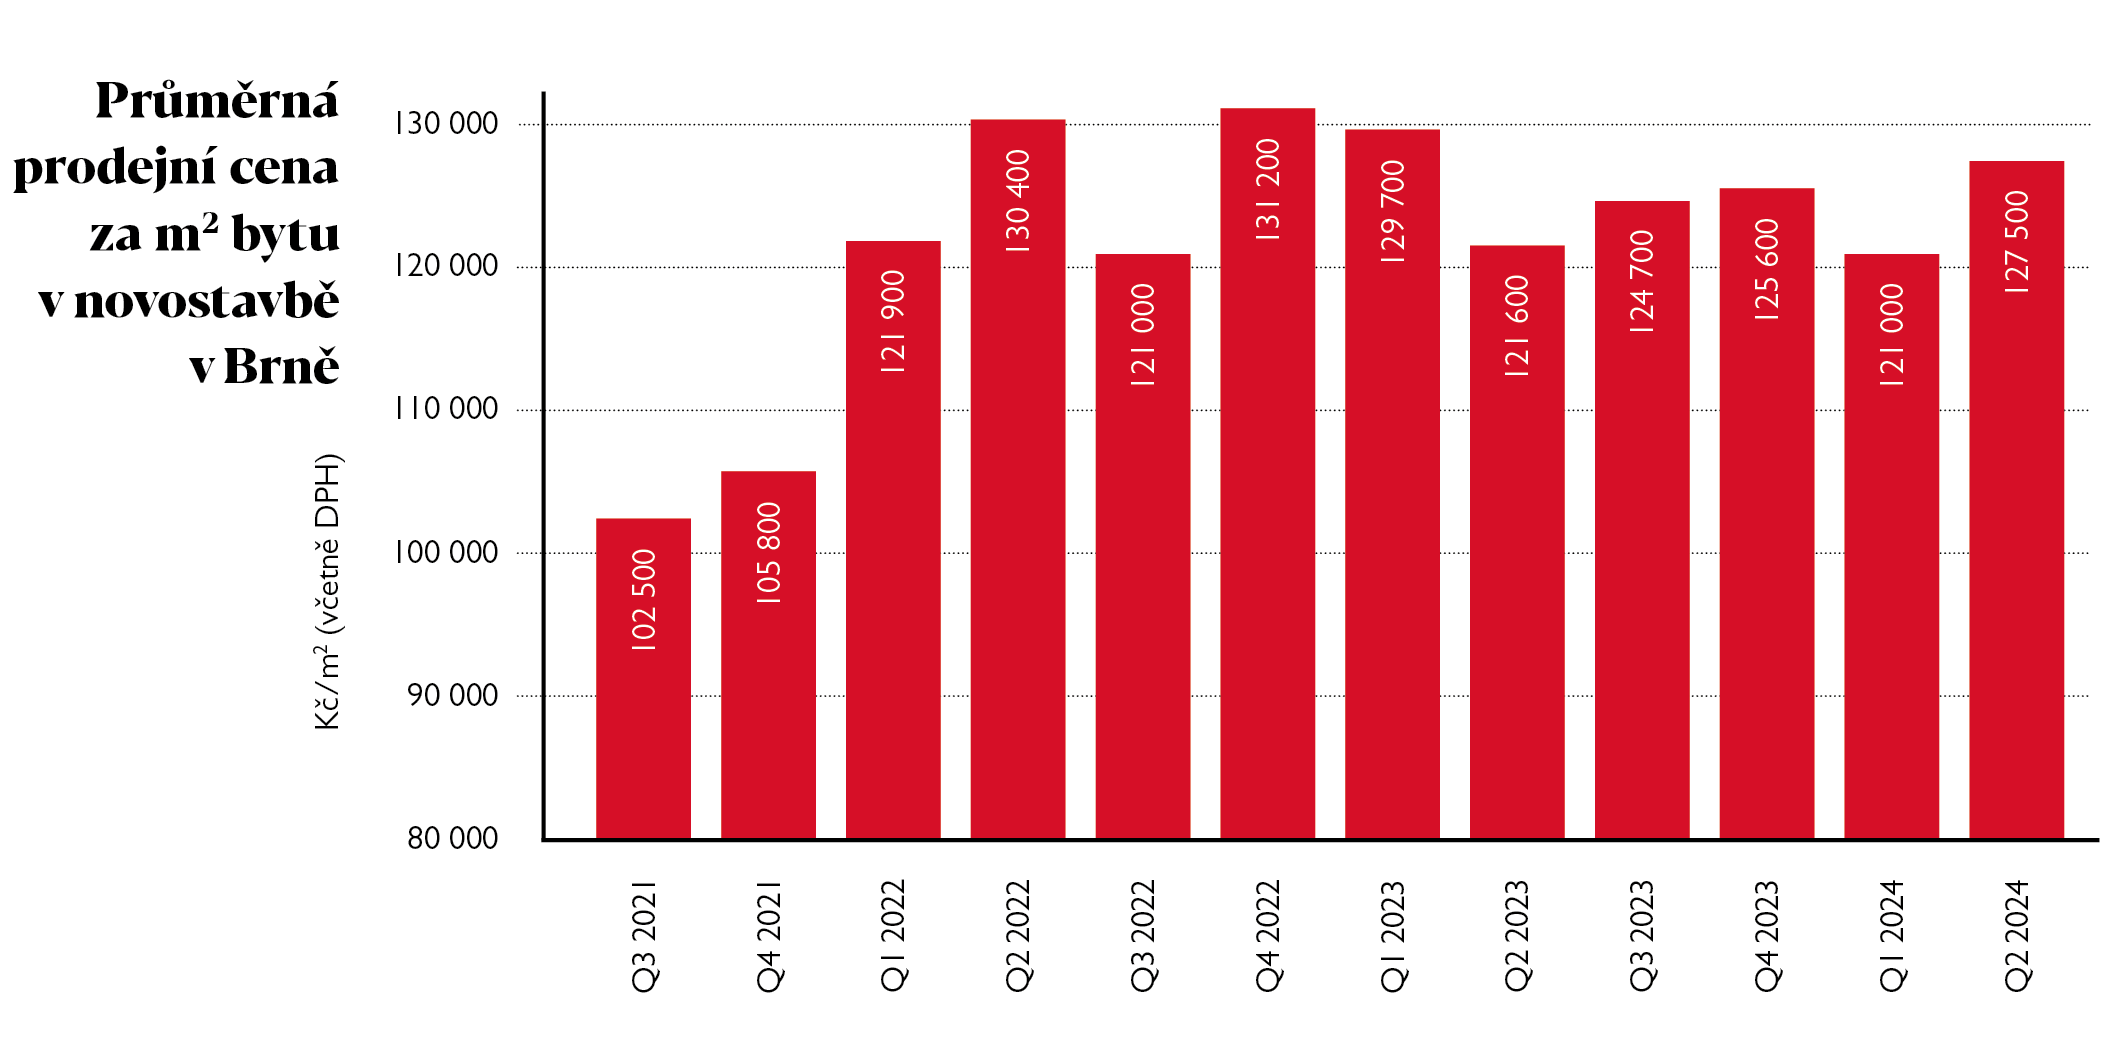 Průměrná
prodejní cena
za m² bytu
v novostavbě
v Brně
Kč/m² (včetně DPH)
130 000
120 000
110 000
100 000
90 000
80 000
102 500
105 800
121 900
130 400
121 000
131 200
129 700
121 600
124 700
125 600
121 000
127 500
Q3 2021
Q4 2021
Q1 2022
Q2 2022
Q3 2022
Q4 2022
Q1 2023
Q2 2023
Q3 2023
Q4 2023
Q1 2024
Q2 2024